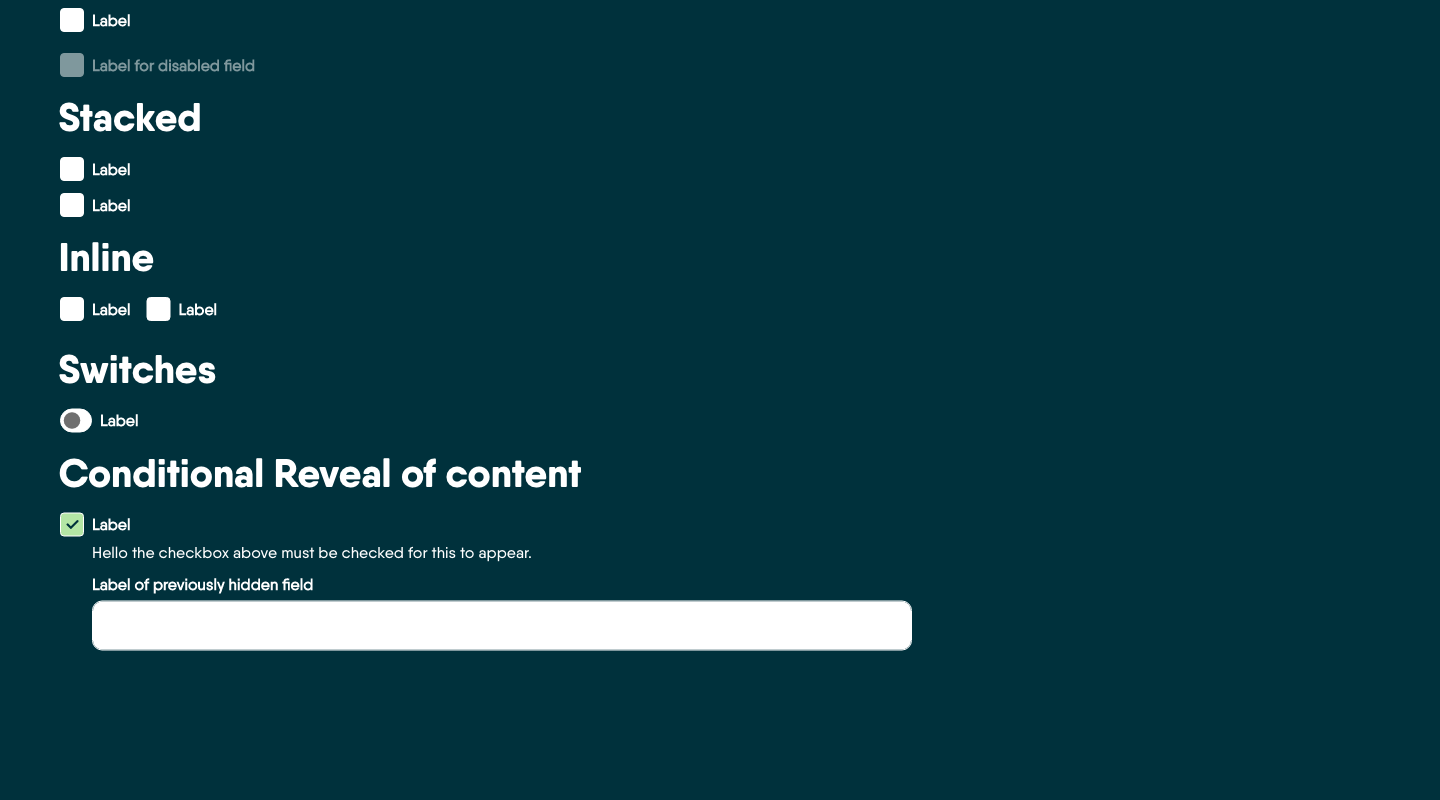 Label
Label for disabled field
Stacked
Label
Label
Inline
Label Label
Switches
Label
Conditional Reveal of content
Label
Hello the checkbox above must be checked for this to appear.
Label of previously hidden field